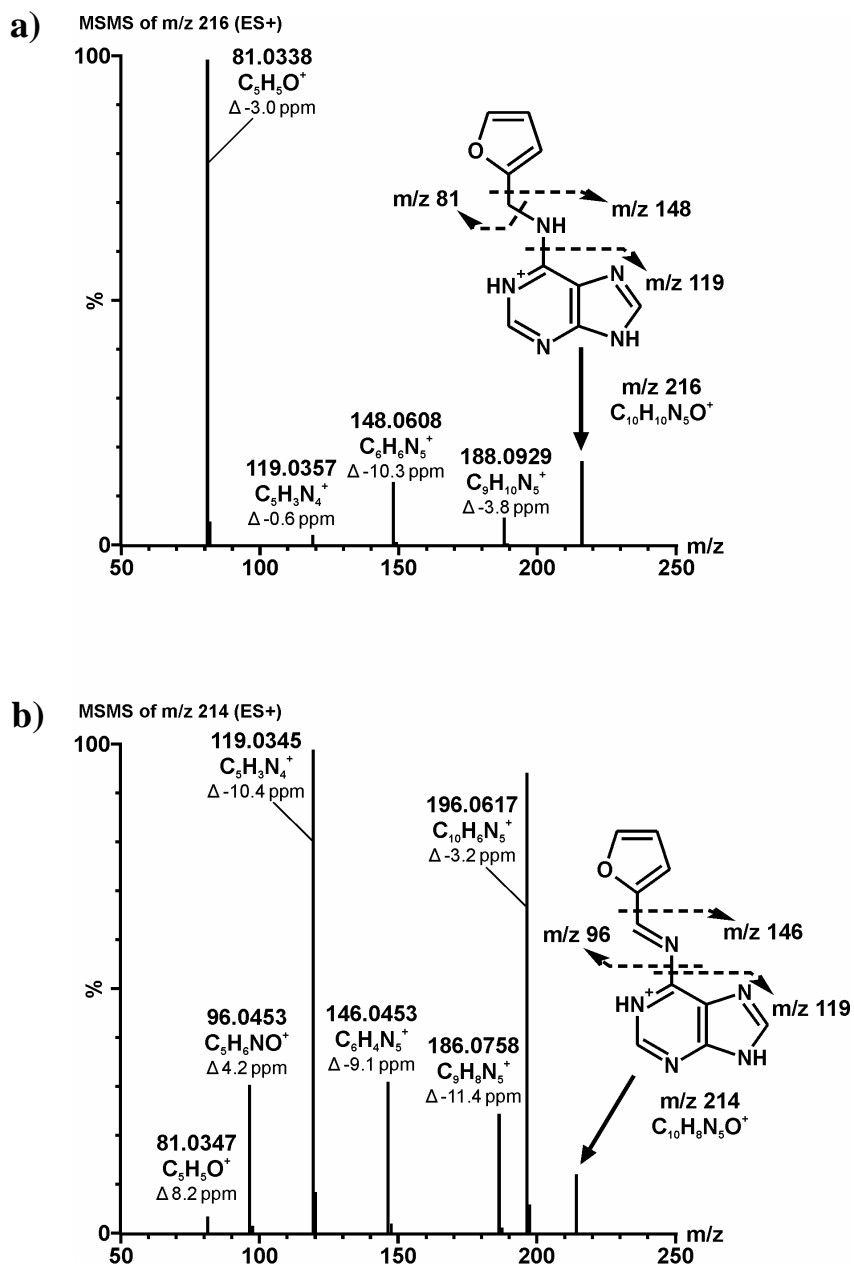 a)
MSMS of m/z 216 (ES+)
100
81.0338
C₅H₅O⁺
Δ -3.0 ppm
O
m/z 81
m/z 148
NH
m/z 119
HN
+
N
N
NH
%
m/z 216
C₁₀H₁₀N₅O⁺
148.0608
C₆H₆N₅⁺
Δ -10.3 ppm
119.0357
C₅H₃N₄⁺
Δ -0.6 ppm
188.0929
C₉H₁₀N₅⁺
Δ -3.8 ppm
0
m/z
50 100 150 200 250
b)
MSMS of m/z 214 (ES+)
100
119.0345
C₅H₃N₄⁺
Δ -10.4 ppm
196.0617
C₁₀H₆N₅⁺
Δ -3.2 ppm
O
m/z 96
N
m/z 146
m/z 119
HN
+
N
N
NH
%
96.0453
C₅H₆NO⁺
Δ 4.2 ppm
146.0453
C₆H₄N₅⁺
Δ -9.1 ppm
186.0758
C₉H₈N₅⁺
Δ -11.4 ppm
m/z 214
C₁₀H₈N₅O⁺
81.0347
C₅H₅O⁺
Δ 8.2 ppm
0
m/z
50 100 150 200 250